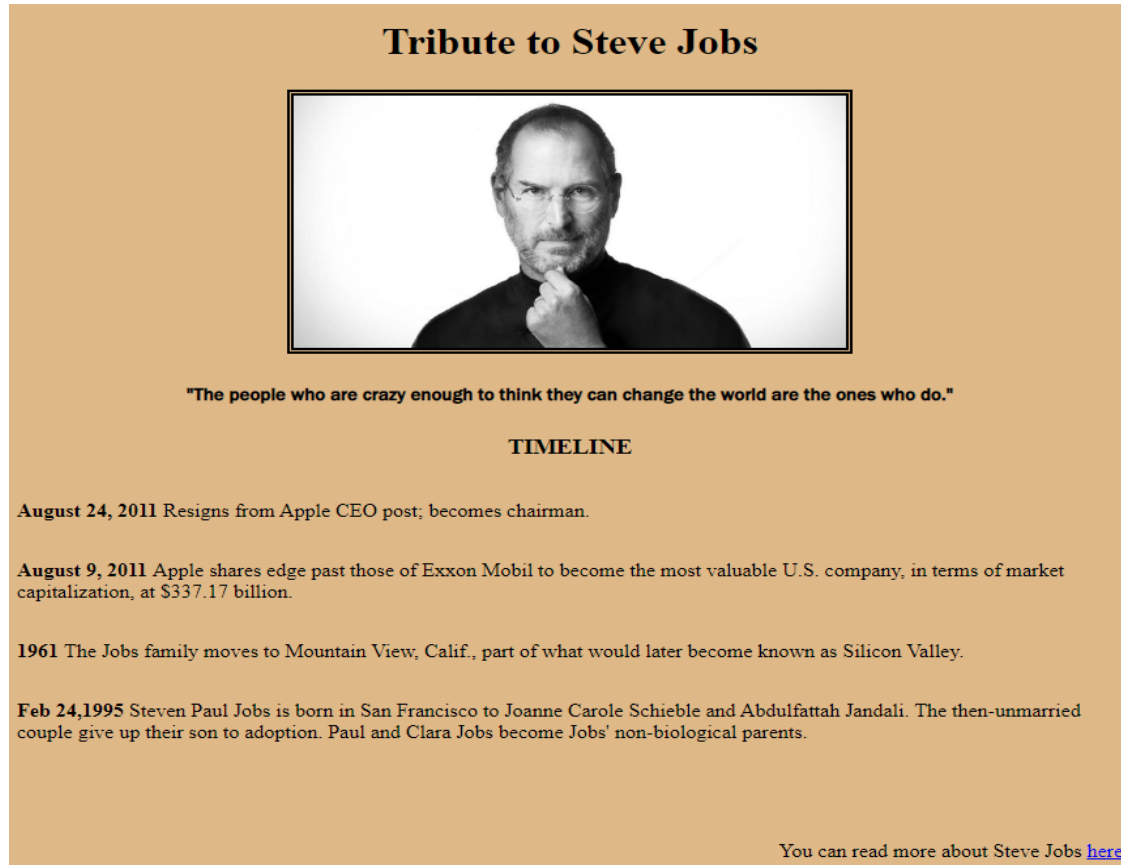 Tribute to Steve Jobs
"The people who are crazy enough to think they can change the world are the ones who do."
TIMELINE
August 24, 2011 Resigns from Apple CEO post; becomes chairman.
August 9, 2011 Apple shares edge past those of Exxon Mobil to become the most valuable U.S. company, in terms of market
capitalization, at $337.17 billion.
1961 The Jobs family moves to Mountain View, Calif., part of what would later become known as Silicon Valley.
Feb 24,1995 Steven Paul Jobs is born in San Francisco to Joanne Carole Schieble and Abdulfattah Jandali. The then-unmarried
couple give up their son to adoption. Paul and Clara Jobs become Jobs' non-biological parents.
You can read more about Steve Jobs here